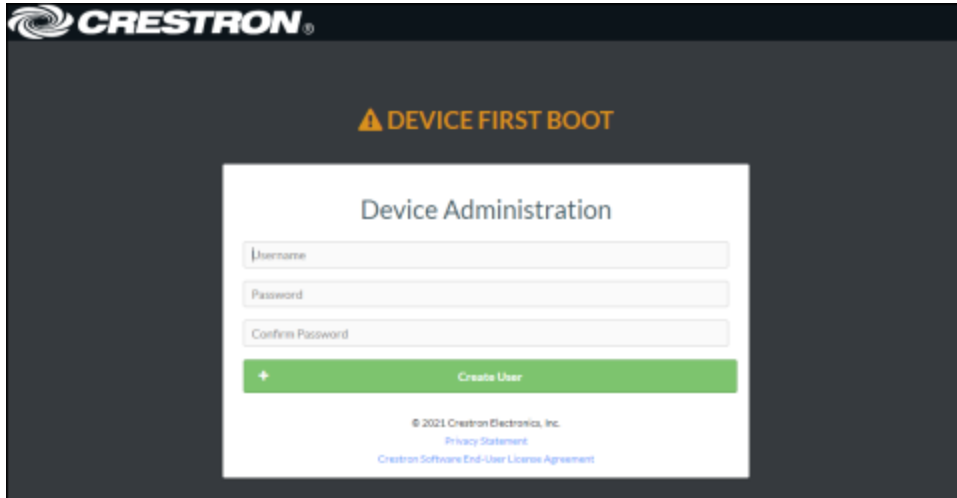 CRESTRON®
DEVICE FIRST BOOT
Device Administration
Username
Password
Confirm Password
+ Create User
© 2021 Crestron Electronics, Inc.
Privacy Statement
Crestron Software End-User License Agreement